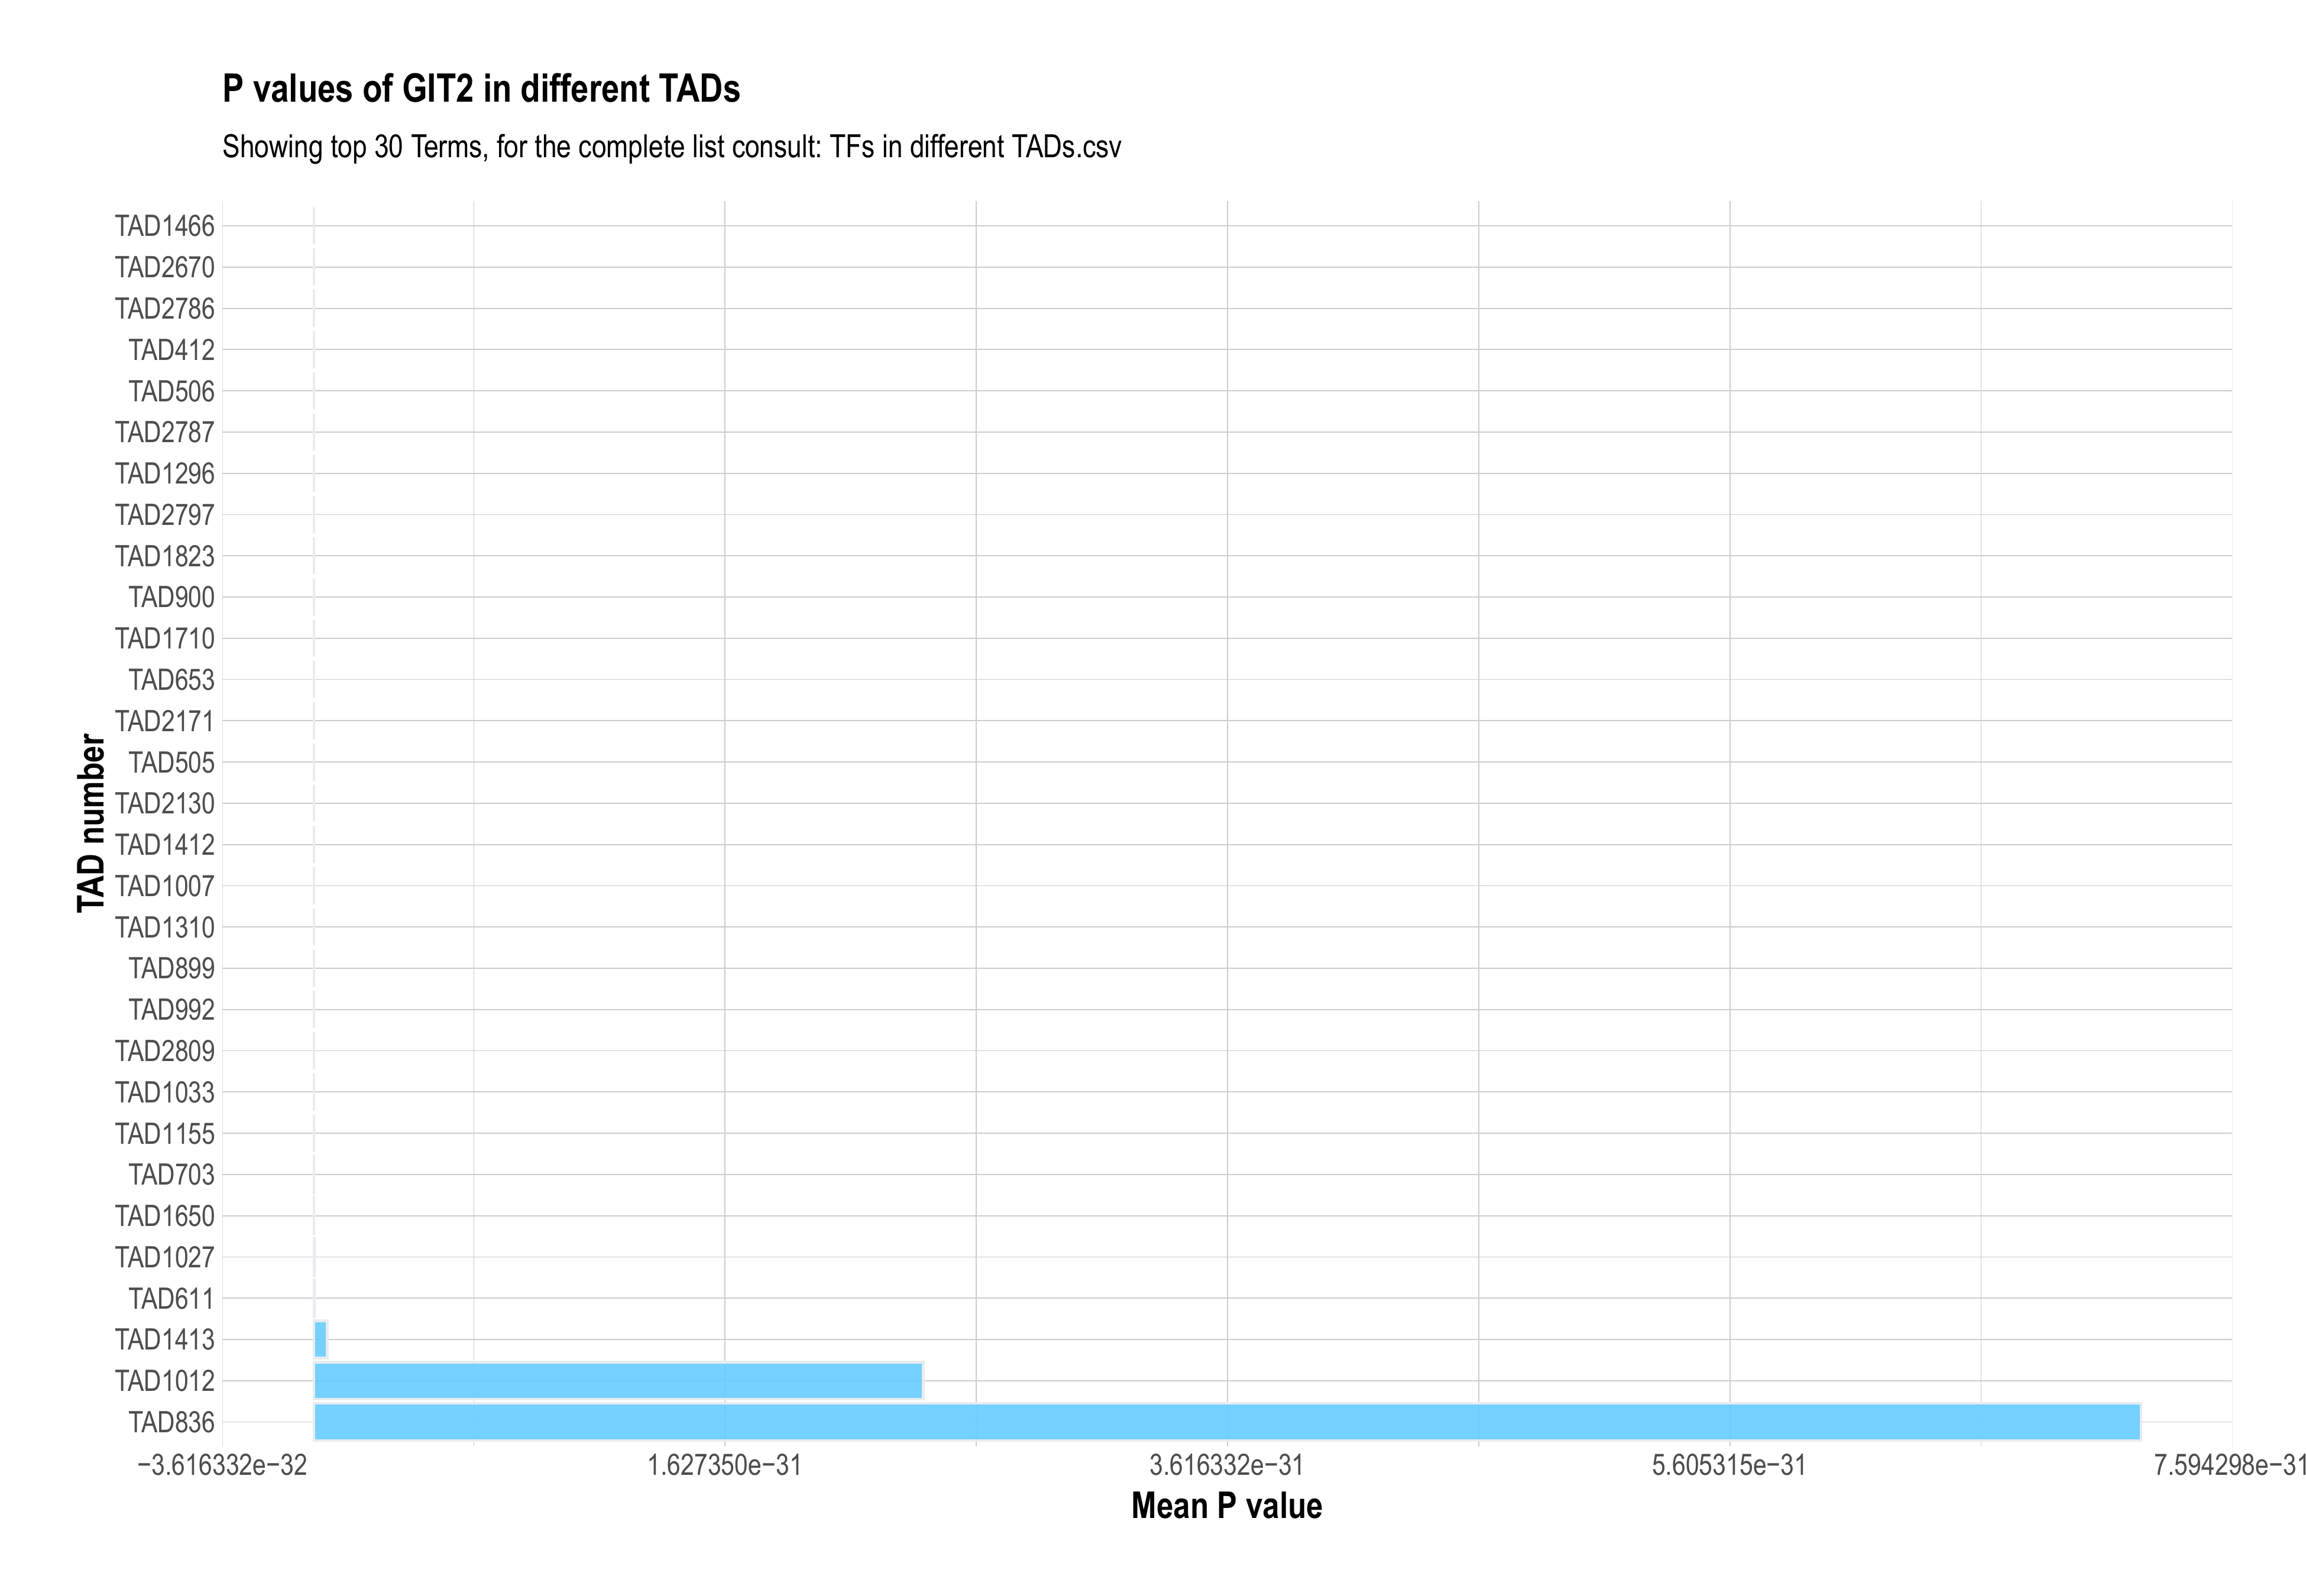 P values of GIT2 in different TADs
Showing top 30 Terms, for the complete list consult: TFs in different TADs.csv
TAD number
TAD1466
TAD2670
TAD2786
TAD412
TAD506
TAD2787
TAD1296
TAD2797
TAD1823
TAD900
TAD1710
TAD653
TAD2171
TAD505
TAD2130
TAD1412
TAD1007
TAD1310
TAD899
TAD992
TAD2809
TAD1033
TAD1155
TAD703
TAD1650
TAD1027
TAD611
TAD1413
TAD1012
TAD836
−3.616332e−32 1.627350e−31 3.616332e−31 5.605315e−31 7.594298e−31
Mean P value